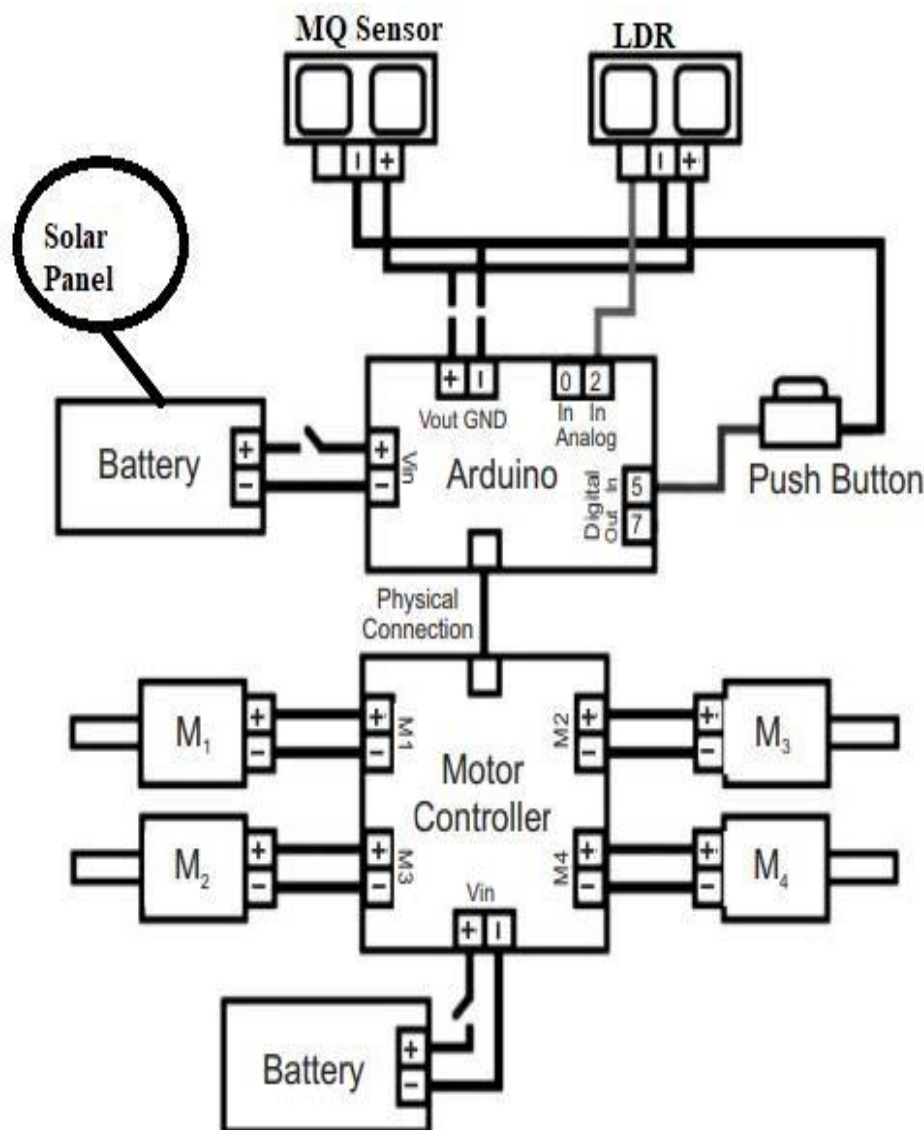 MQ Sensor
LDR
− +
− +
Solar
Panel
+ −
0 2
Vout GND
In In
Analog
Battery
+
−
+
−
Vin
Arduino
Digital
In
Out
5
7
Push Button
Physical
Connection
M1
+
−
+
−
M1
M2
+
−
+
−
M3
Motor
Controller
M2
+
−
+
−
M3
M4
+
−
+
−
M4
Vin
+ −
Battery
+
−